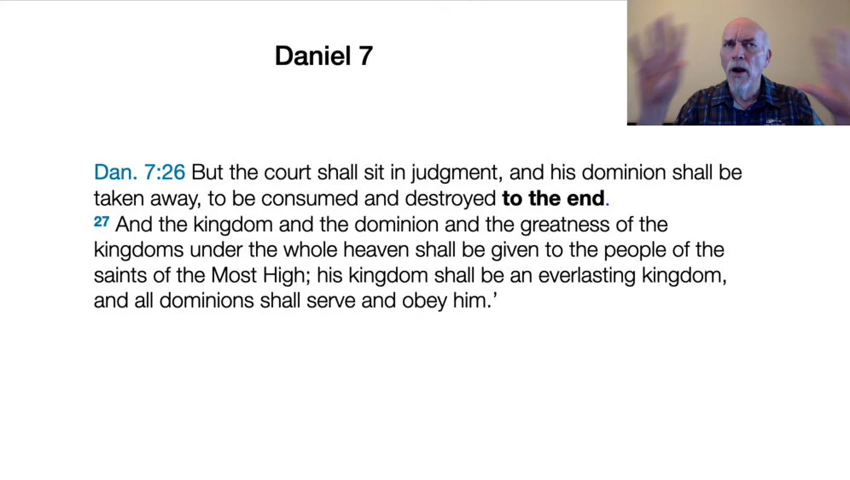 Daniel 7
Dan. 7:26 But the court shall sit in judgment, and his dominion shall be
taken away, to be consumed and destroyed to the end.
27 And the kingdom and the dominion and the greatness of the
kingdoms under the whole heaven shall be given to the people of the
saints of the Most High; his kingdom shall be an everlasting kingdom,
and all dominions shall serve and obey him.’